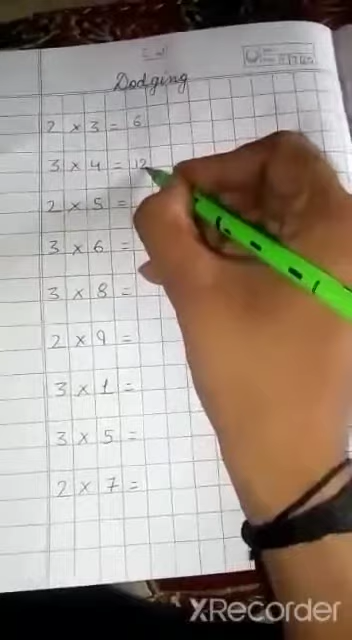 Dodging
2 × 3 = 6
3 × 4 = 12
2 × 5 =
3 × 6 =
3 × 8 =
2 × 9 =
3 × 1 =
3 × 5 =
2 × 7 =
XRecorder